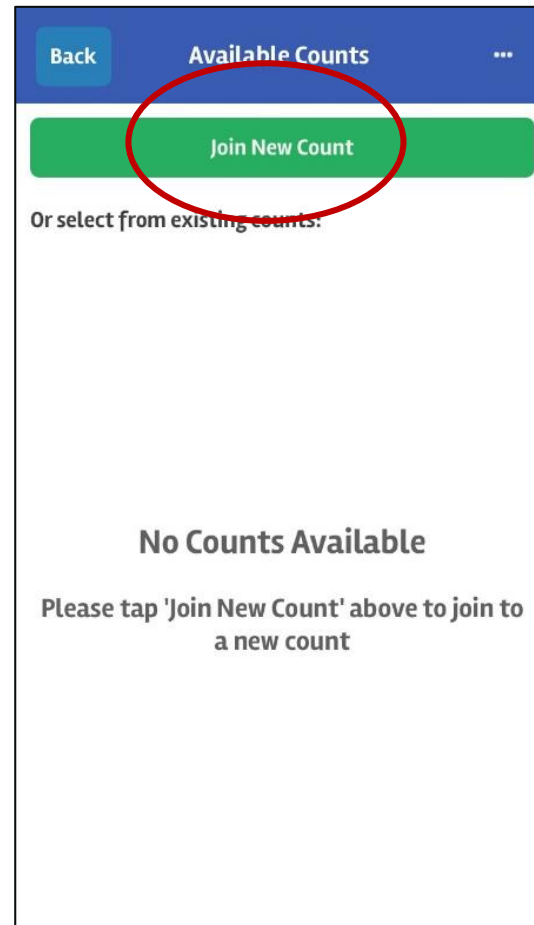 Back
Available Counts
...
Join New Count
Or select from existing counts:
No Counts Available
Please tap 'Join New Count' above to join to
a new count